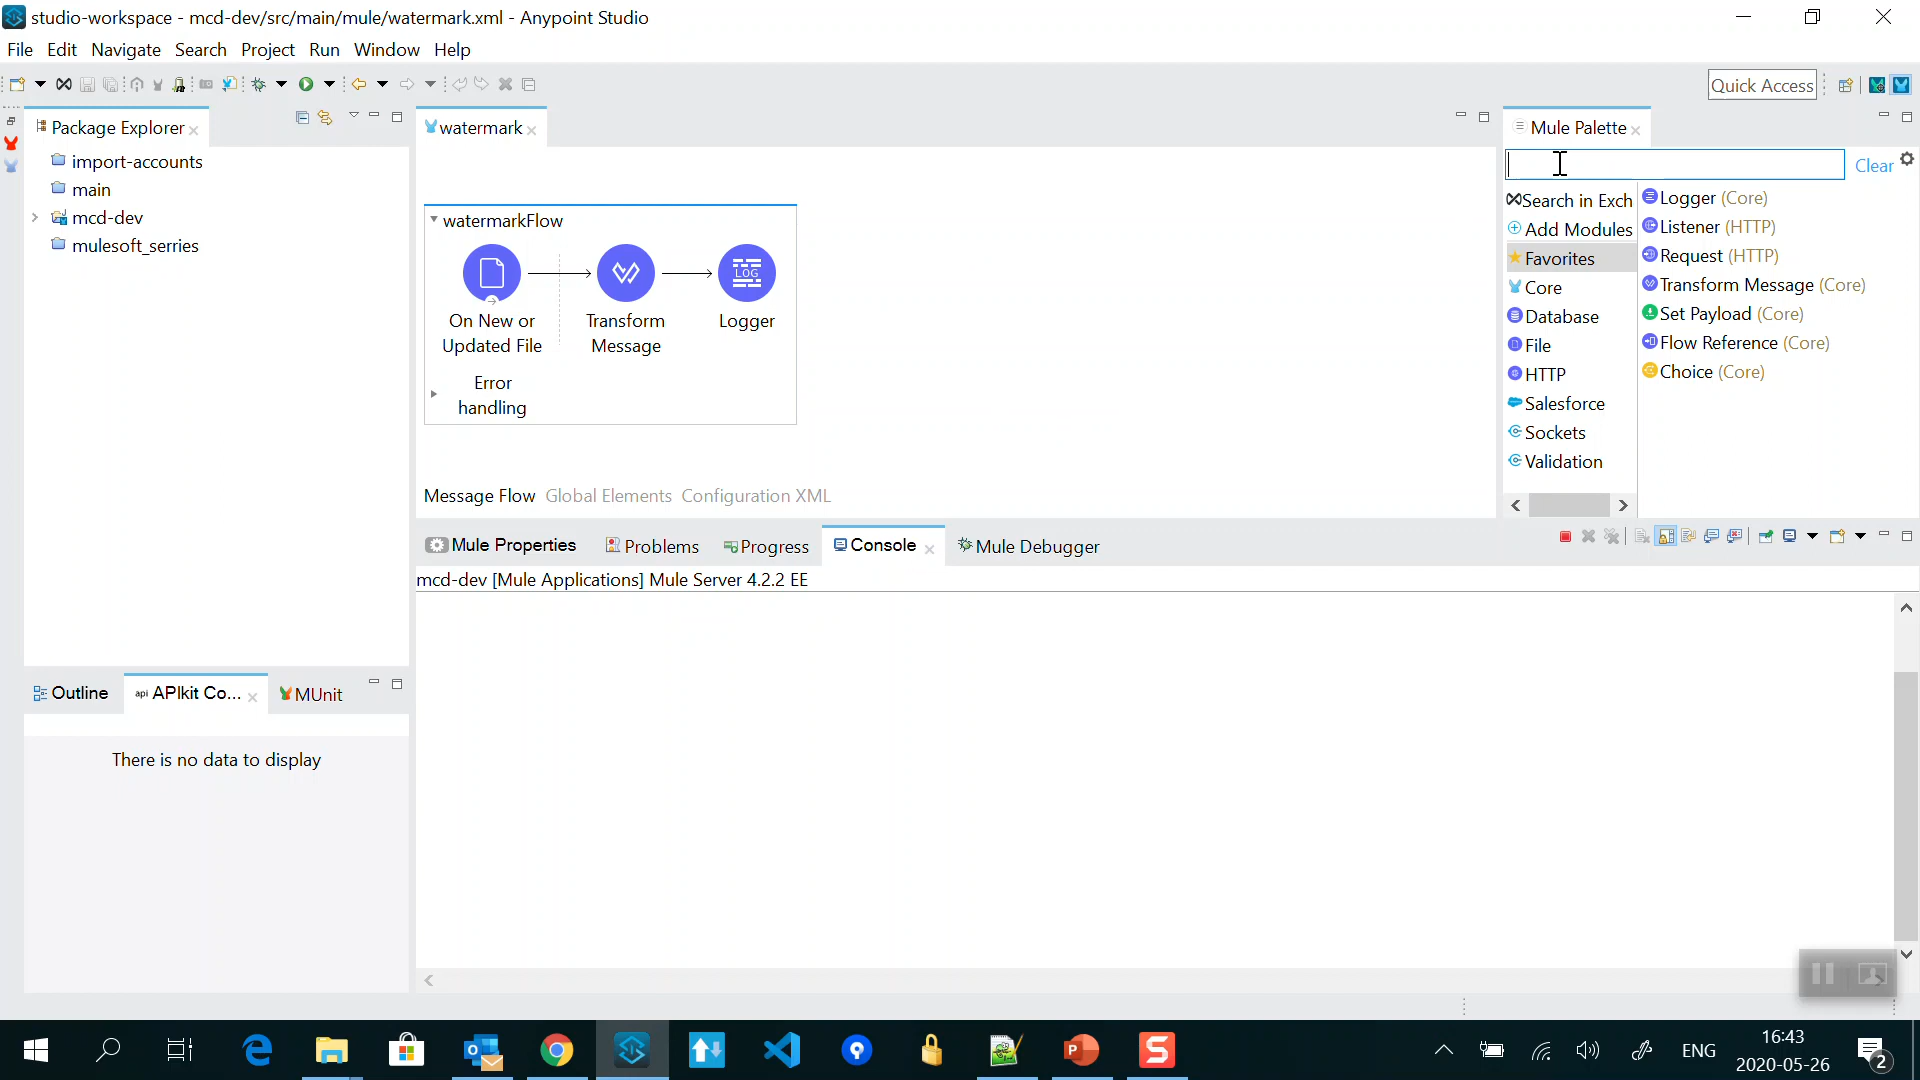 studio-workspace - mcd-dev/src/main/mule/watermark.xml - Anypoint Studio
File Edit Navigate Search Project Run Window Help
Quick Access
Package Explorer
import-accounts
main
mcd-dev
mulesoft_serries
watermark
watermarkFlow
On New or
Updated File
Transform
Message
LOG
Logger
Error
handling
Message Flow Global Elements Configuration XML
Mule Palette
Clear
Search in Exch
Add Modules
Favorites
Core
Database
File
HTTP
Salesforce
Sockets
Validation
Logger (Core)
Listener (HTTP)
Request (HTTP)
Transform Message (Core)
Set Payload (Core)
Flow Reference (Core)
Choice (Core)
Mule Properties Problems Progress Console Mule Debugger
mcd-dev [Mule Applications] Mule Server 4.2.2 EE
Outline api APIkit Co... MUnit
There is no data to display
ENG
16:43
2020-05-26
2